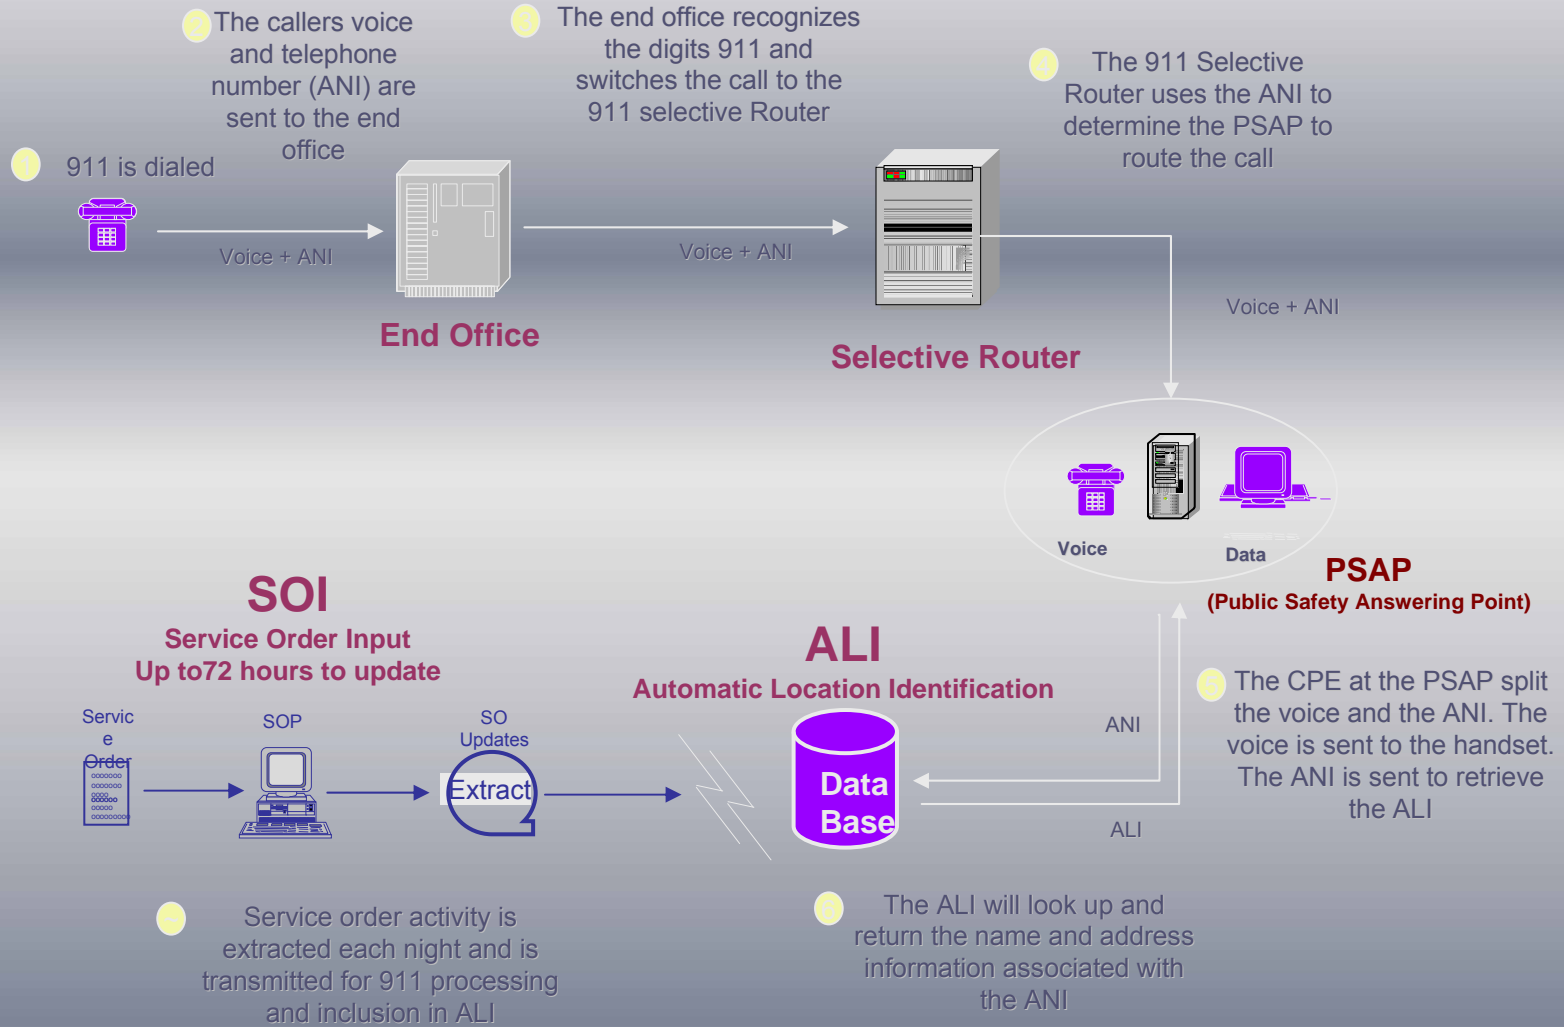 1
911 is dialed
2
The callers voice
and telephone
number (ANI) are
sent to the end
office
3
The end office recognizes
the digits 911 and
switches the call to the
911 selective Router
4
The 911 Selective
Router uses the ANI to
determine the PSAP to
route the call
Voice + ANI
Voice + ANI
Voice + ANI
End Office
Selective Router
Voice
Data
PSAP
(Public Safety Answering Point)
SOI
Service Order Input
Up to72 hours to update
ALI
Automatic Location Identification
5
The CPE at the PSAP split
the voice and the ANI. The
voice is sent to the handset.
The ANI is sent to retrieve
the ALI
Servic
e
Order
SOP
SO
Updates
Extract
Data
Base
ANI
ALI
Service order activity is
extracted each night and is
transmitted for 911 processing
and inclusion in ALI
6
The ALI will look up and
return the name and address
information associated with
the ANI